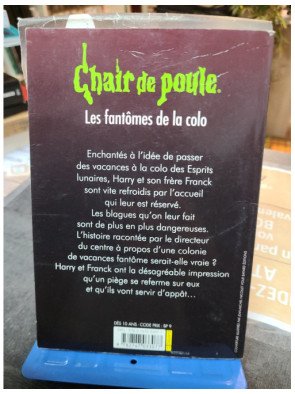 Chair de poule.
Les fantômes de la colo
Enchantés à l'idée de passer
des vacances à la colo des Esprits
lunaires, Harry et son frère Franck
sont vite refroidis par l'accueil
qui leur est réservé.
Les blagues qu'on leur fait
sont de plus en plus dangereuses.
L'histoire racontée par le directeur
du centre à propos d'une colonie
de vacances fantôme serait-elle vraie ?
Harry et Franck ont la désagréable impression
qu'un piège se referme sur eux
et qu'ils vont servir d'appât...
DÈS 10 ANS - CODE PRIX : BP 9